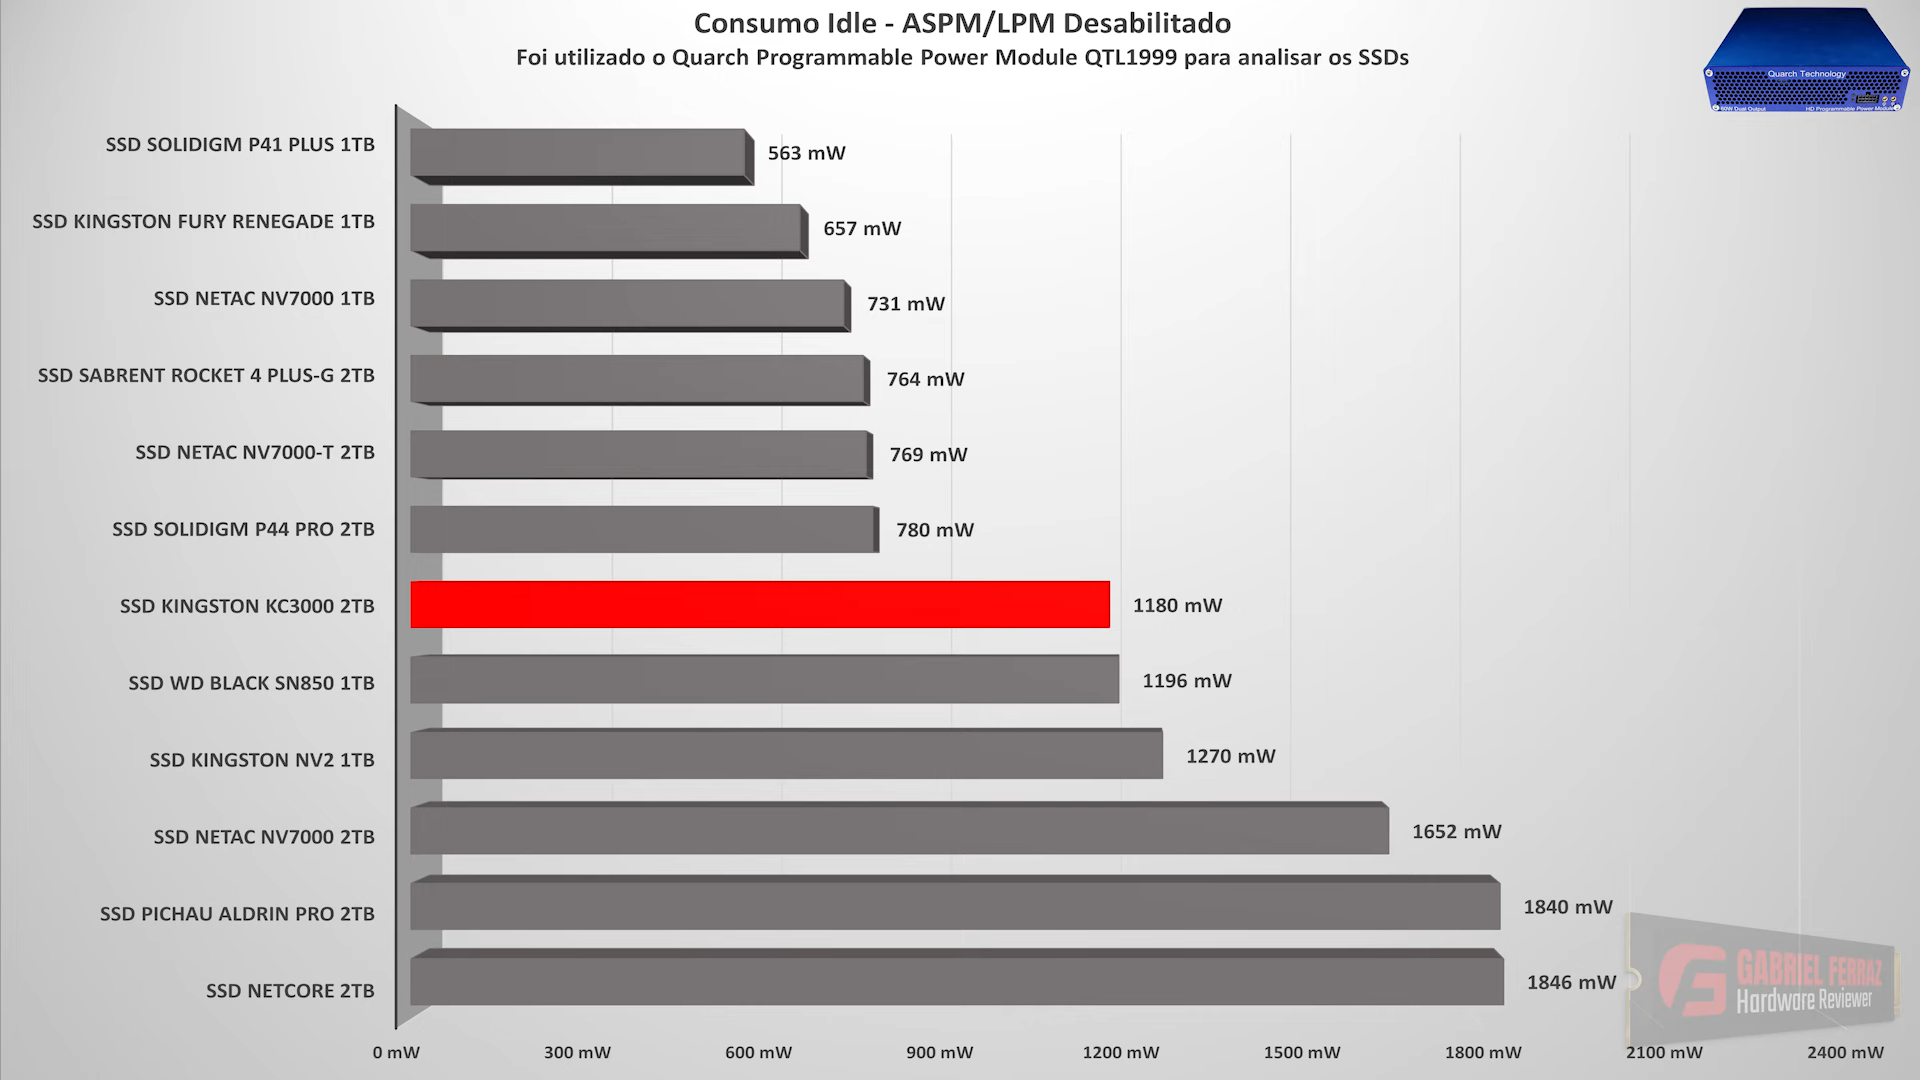 Consumo Idle - ASPM/LPM Desabilitado
Foi utilizado o Quarch Programmable Power Module QTL1999 para analisar os SSDs
Quarch Technology
HD Programmable Power Module
SSD SOLIDIGM P41 PLUS 1TB 563 mW
SSD KINGSTON FURY RENEGADE 1TB 657 mW
SSD NETAC NV7000 1TB 731 mW
SSD SABRENT ROCKET 4 PLUS-G 2TB 764 mW
SSD NETAC NV7000-T 2TB 769 mW
SSD SOLIDIGM P44 PRO 2TB 780 mW
SSD KINGSTON KC3000 2TB 1180 mW
SSD WD BLACK SN850 1TB 1196 mW
SSD KINGSTON NV2 1TB 1270 mW
SSD NETAC NV7000 2TB 1652 mW
SSD PICHAU ALDRIN PRO 2TB 1840 mW
SSD NETCORE 2TB 1846 mW
GABRIEL FERRAZ
Hardware Reviewer
0 mW 300 mW 600 mW 900 mW 1200 mW 1500 mW 1800 mW 2100 mW 2400 mW